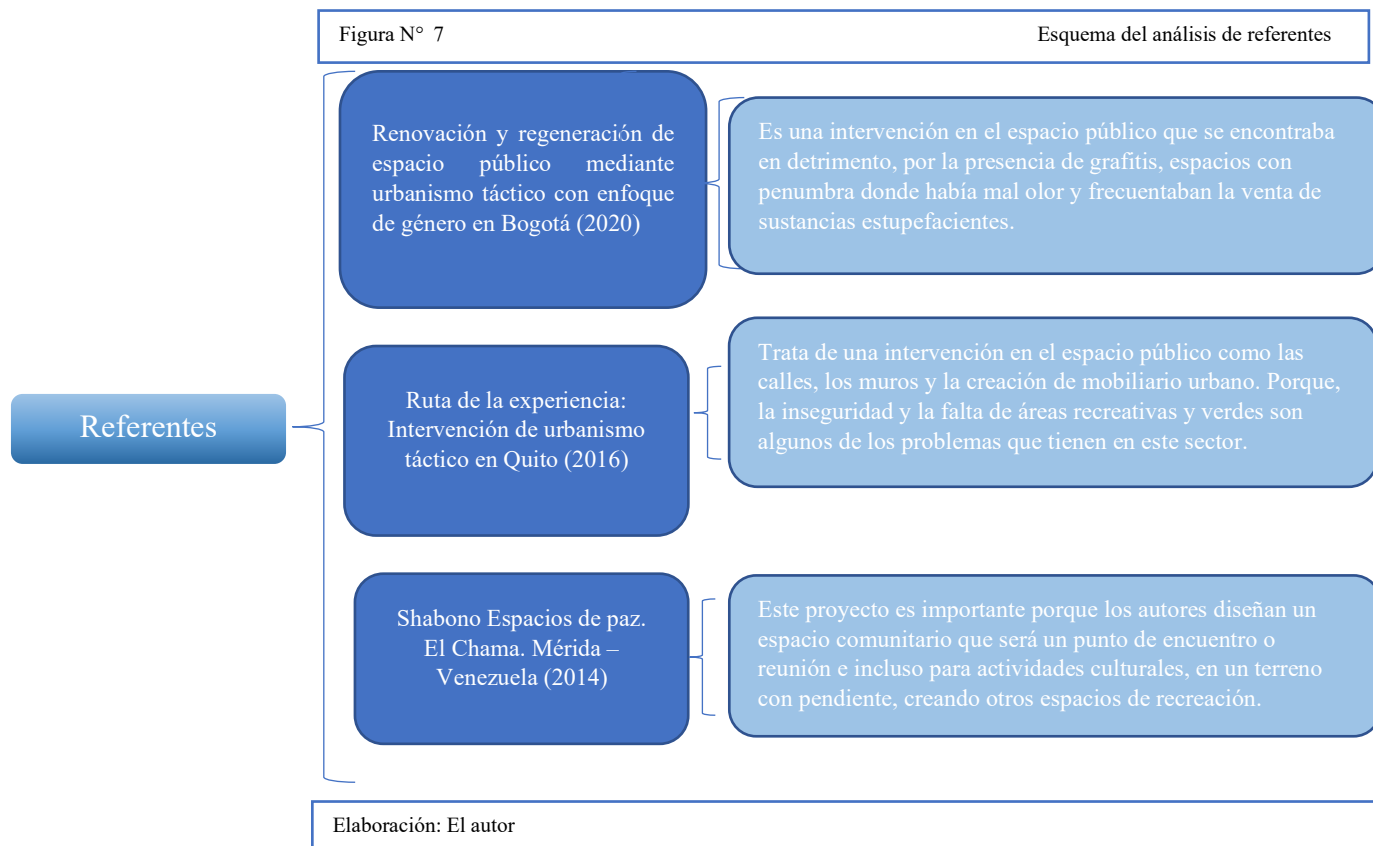 Figura N° 7 Esquema del análisis de referentes
Referentes
Renovación y regeneración de
espacio público mediante
urbanismo táctico con enfoque
de género en Bogotá (2020)
Es una intervención en el espacio público que se encontraba
en detrimento, por la presencia de grafitis, espacios con
penumbra donde había mal olor y frecuentaban la venta de
sustancias estupefacientes.
Ruta de la experiencia:
Intervención de urbanismo
táctico en Quito (2016)
Trata de una intervención en el espacio público como las
calles, los muros y la creación de mobiliario urbano. Porque,
la inseguridad y la falta de áreas recreativas y verdes son
algunos de los problemas que tienen en este sector.
Shabono Espacios de paz.
El Chama. Mérida –
Venezuela (2014)
Este proyecto es importante porque los autores diseñan un
espacio comunitario que será un punto de encuentro o
reunión e incluso para actividades culturales, en un terreno
con pendiente, creando otros espacios de recreación.
Elaboración: El autor